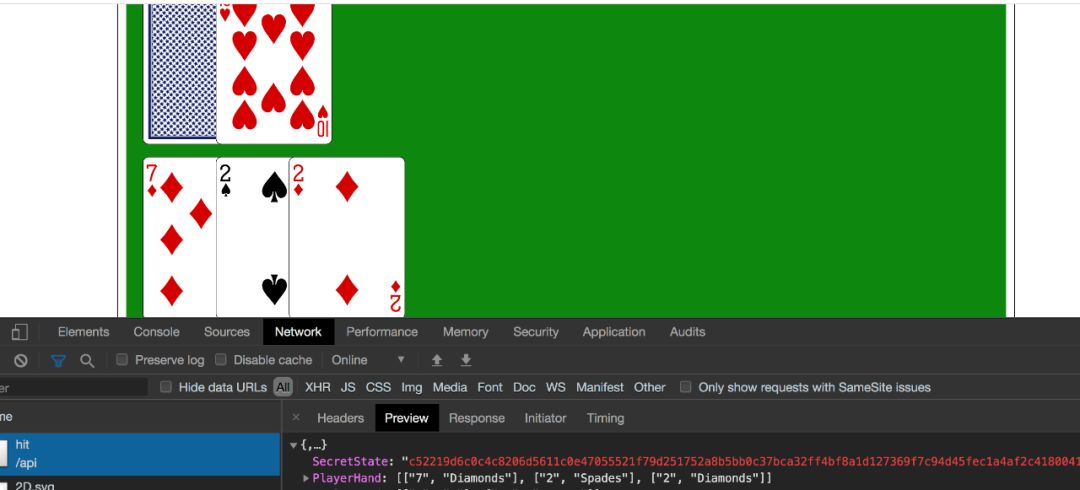 10
7 2 2
2
Elements Console Sources Network Performance Memory Security Application Audits
Preserve log Disable cache Online
Hide data URLs All XHR JS CSS Img Media Font Doc WS Manifest Other Only show requests with SameSite issues
× Headers Preview Response Initiator Timing
hit
/api
2D.svg
{,…}
SecretState: "c52219d6c0c4c8206d5611c0e47055521f79d251752a8b5bb0c37bca32ff4bf8a1d127369f7c94d45fec1a4af2c4180041
PlayerHand: [["7", "Diamonds"], ["2", "Spades"], ["2", "Diamonds"]]